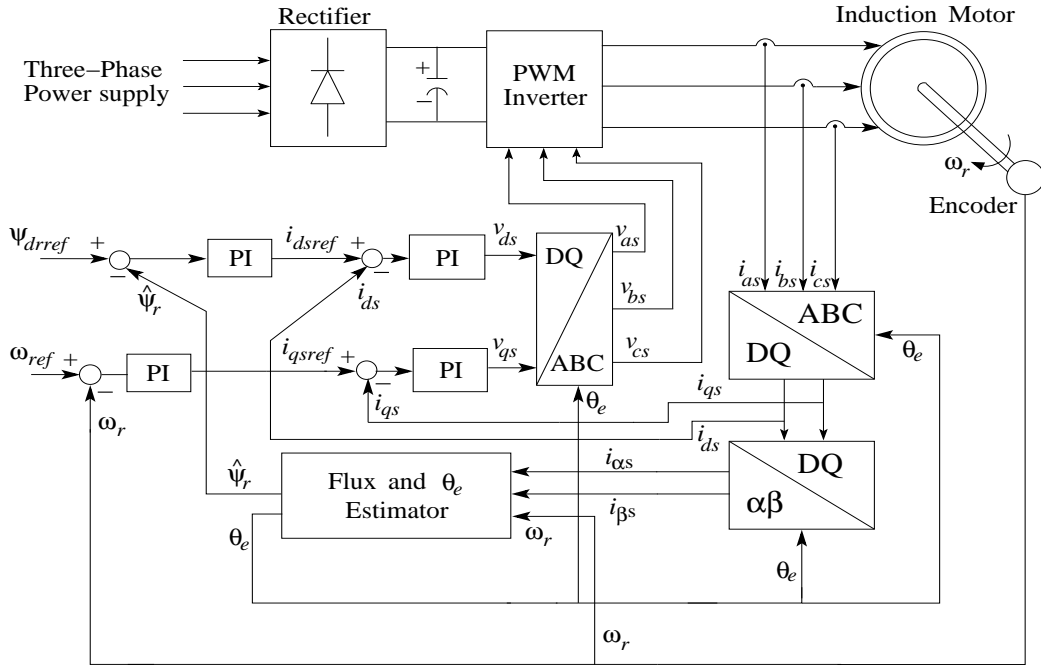 Rectifier
Induction Motor
Three−Phase
Power supply
+
−
PWM
Inverter
ω_r
Encoder
ψ_drref
+
−
PI
i_dsref
+
−
PI
v_ds
DQ
ABC
v_as
v_bs
v_cs
i_as
i_bs
i_cs
ABC
DQ
θ_e
ψ̂_r
i_ds
ω_ref
+
−
PI
i_qsref
+
−
PI
v_qs
i_qs
θ_e
ω_r
i_qs
i_ds
DQ
αβ
ψ̂_r
Flux and θ_e
Estimator
i_αs
i_βs
ω_r
θ_e
θ_e
ω_r